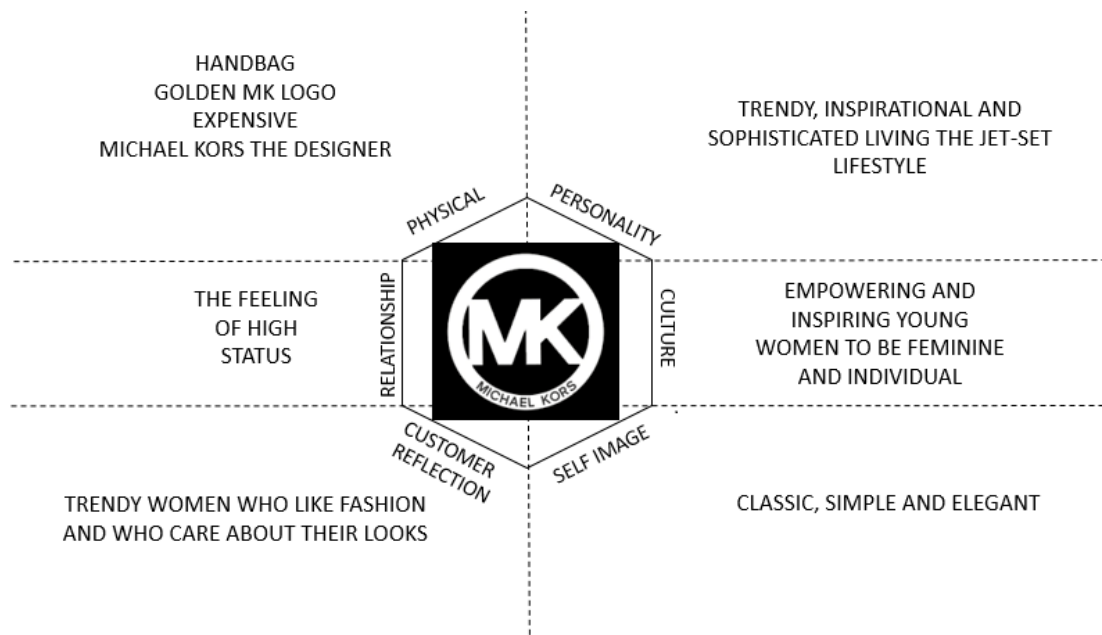 HANDBAG
GOLDEN MK LOGO
EXPENSIVE
MICHAEL KORS THE DESIGNER
TRENDY, INSPIRATIONAL AND
SOPHISTICATED LIVING THE JET-SET
LIFESTYLE
PHYSICAL
PERSONALITY
THE FEELING
OF HIGH
STATUS
RELATIONSHIP
MK
MICHAEL KORS
CULTURE
EMPOWERING AND
INSPIRING YOUNG
WOMEN TO BE FEMININE
AND INDIVIDUAL
CUSTOMER
REFLECTION
SELF IMAGE
TRENDY WOMEN WHO LIKE FASHION
AND WHO CARE ABOUT THEIR LOOKS
CLASSIC, SIMPLE AND ELEGANT